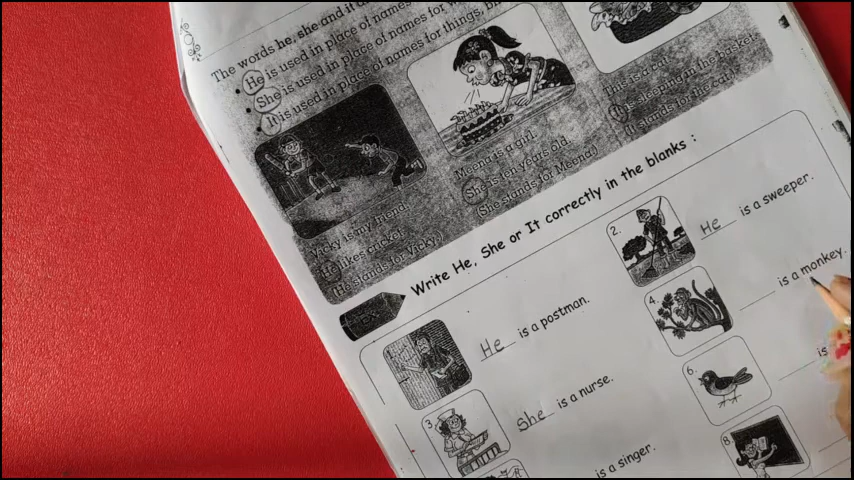 The words he, she and it
He is used in place of names
She is used in place of names for
It is used in place of names for things,
Vicky is my friend.
He likes cricket.
(He stands for Vicky.)
Meena is a girl.
She is ten years old.
(She stands for Meena.)
This is a cat.
It is sleeping in the basket.
(It stands for the cat.)
Ex
Write He, She or It correctly in the blanks :
He is a postman.
2. He is a sweeper.
3. She is a nurse.
4. is a monkey.
is a singer.
6. is
8.